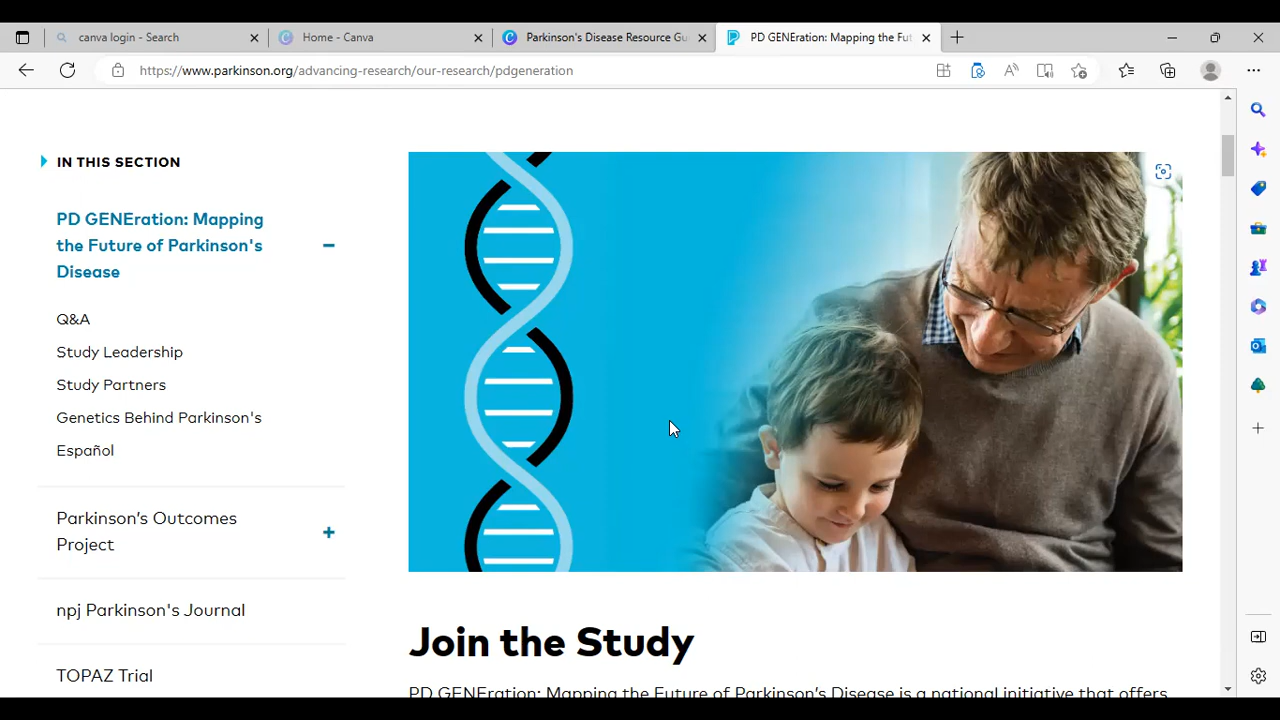 canva login - Search
Home - Canva
Parkinson's Disease Resource Gu
PD GENEration: Mapping the Fut
https://www.parkinson.org/advancing-research/our-research/pdgeneration
IN THIS SECTION
PD GENEration: Mapping
the Future of Parkinson's
Disease
Q&A
Study Leadership
Study Partners
Genetics Behind Parkinson's
Español
Parkinson’s Outcomes
Project
npj Parkinson's Journal
TOPAZ Trial
Join the Study
PD GENEration: Mapping the Future of Parkinson’s Disease is a national initiative that offers